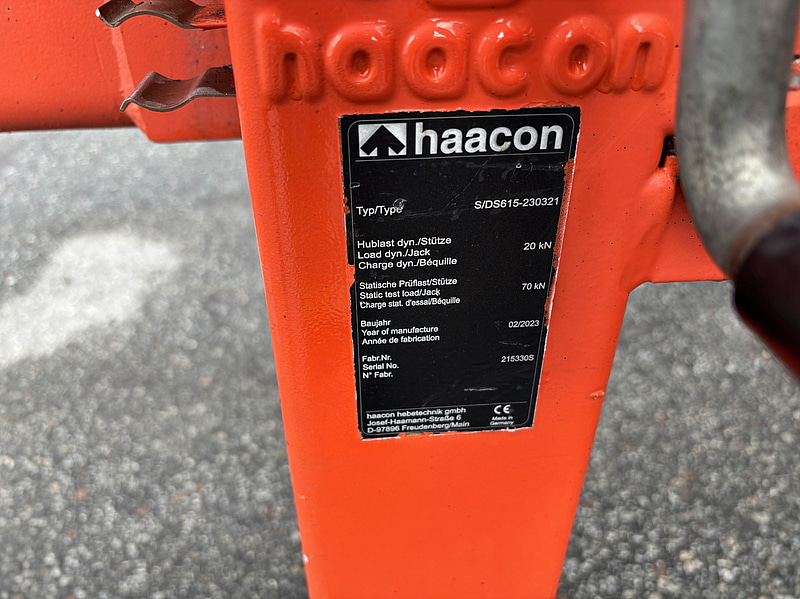 haacon
haacon
Typ/Type S/DS615-230321
Hublast dyn./Stütze
Load dyn./Jack 20 kN
Charge dyn./Béquille
Statische Prüflast/Stütze
Static test load/Jack 70 kN
Charge stat. d'essai/Béquille
Baujahr
Year of manufacture 02/2023
Année de fabrication
Fabr.Nr.
Serial No. 215330S
N° Fabr.
haacon hebetechnik gmbh
Josef-Haamann-Straße 6
D-97896 Freudenberg/Main
CE
Made in
Germany